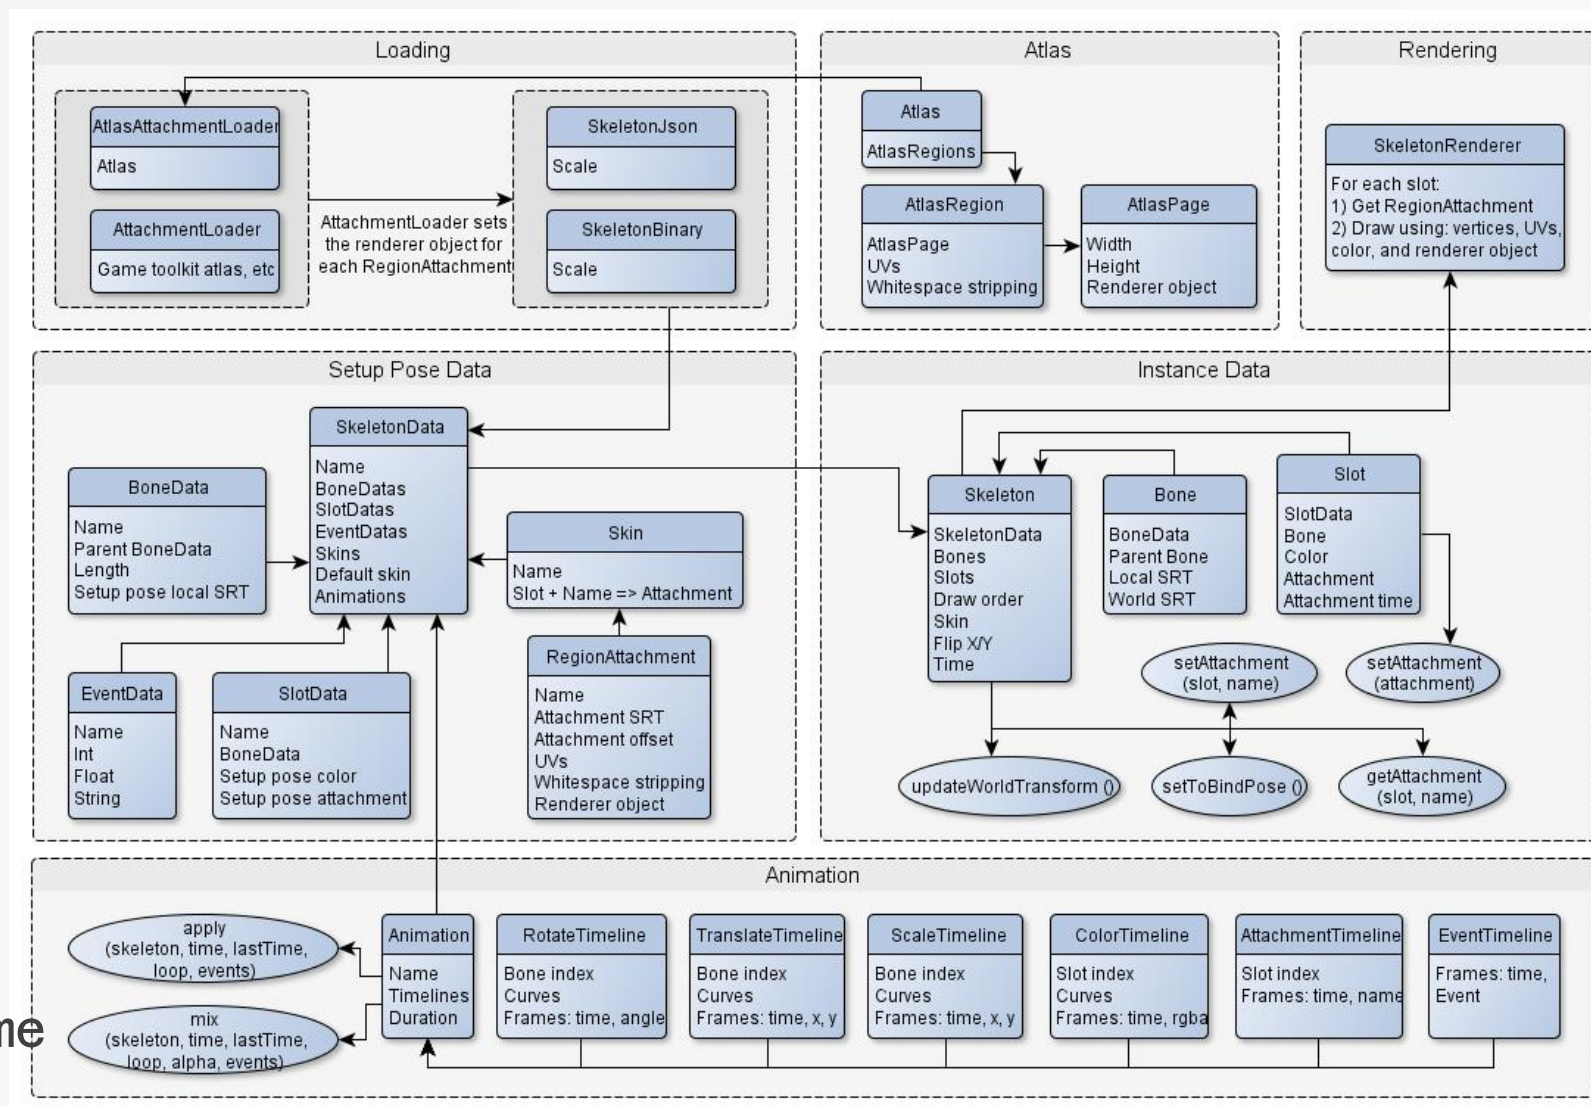 Loading
AtlasAttachmentLoader
Atlas
AttachmentLoader
Game toolkit atlas, etc
AttachmentLoader sets
the renderer object for
each RegionAttachment
SkeletonJson
Scale
SkeletonBinary
Scale
Atlas
Atlas
AtlasRegions
AtlasRegion
AtlasPage
UVs
Whitespace stripping
AtlasPage
Width
Height
Renderer object
Rendering
SkeletonRenderer
For each slot:
1) Get RegionAttachment
2) Draw using: vertices, UVs,
color, and renderer object
Setup Pose Data
SkeletonData
Name
BoneDatas
SlotDatas
EventDatas
Skins
Default skin
Animations
BoneData
Name
Parent BoneData
Length
Setup pose local SRT
Skin
Name
Slot + Name => Attachment
EventData
Name
Int
Float
String
SlotData
Name
BoneData
Setup pose color
Setup pose attachment
RegionAttachment
Name
Attachment SRT
Attachment offset
UVs
Whitespace stripping
Renderer object
Instance Data
Skeleton
SkeletonData
Bones
Slots
Draw order
Skin
Flip X/Y
Time
Bone
BoneData
Parent Bone
Local SRT
World SRT
Slot
SlotData
Bone
Color
Attachment
Attachment time
setAttachment
(slot, name)
setAttachment
(attachment)
updateWorldTransform ()
setToBindPose ()
getAttachment
(slot, name)
Animation
apply
(skeleton, time, lastTime,
loop, events)
mix
(skeleton, time, lastTime,
loop, alpha, events)
Animation
Name
Timelines
Duration
RotateTimeline
Bone index
Curves
Frames: time, angle
TranslateTimeline
Bone index
Curves
Frames: time, x, y
ScaleTimeline
Bone index
Curves
Frames: time, x, y
ColorTimeline
Slot index
Curves
Frames: time, rgba
AttachmentTimeline
Slot index
Frames: time, name
EventTimeline
Frames: time,
Event